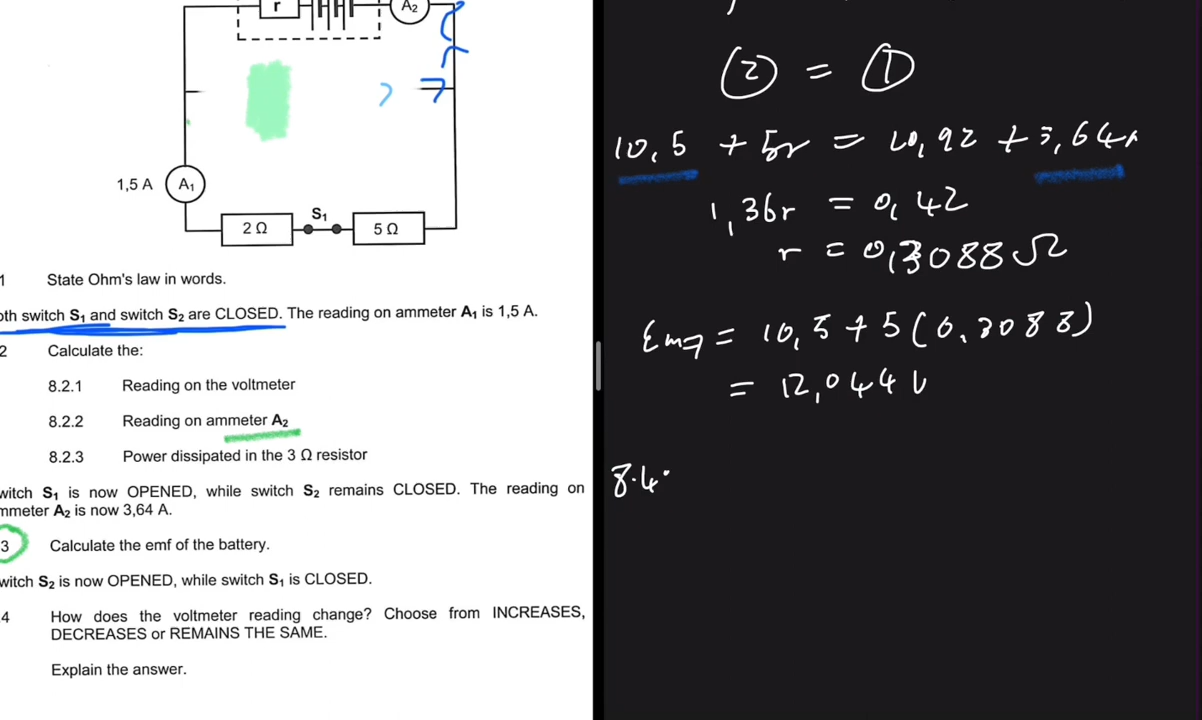 r
A2
1,5 A
A1
2 Ω
S1
5 Ω
1 State Ohm's law in words.
oth switch S1 and switch S2 are CLOSED. The reading on ammeter A1 is 1,5 A.
2 Calculate the:
8.2.1 Reading on the voltmeter
8.2.2 Reading on ammeter A2
8.2.3 Power dissipated in the 3 Ω resistor
witch S1 is now OPENED, while switch S2 remains CLOSED. The reading on
mmeter A2 is now 3,64 A.
3 Calculate the emf of the battery.
witch S2 is now OPENED, while switch S1 is CLOSED.
4 How does the voltmeter reading change? Choose from INCREASES,
DECREASES or REMAINS THE SAME.
Explain the answer.
2 = 1
10,5 + 5r = 10,92 + 3,64r
1,36r = 0,42
r = 0,3088 Ω
Emf = 10,5 + 5(0,3088)
= 12,044 V
8.4.